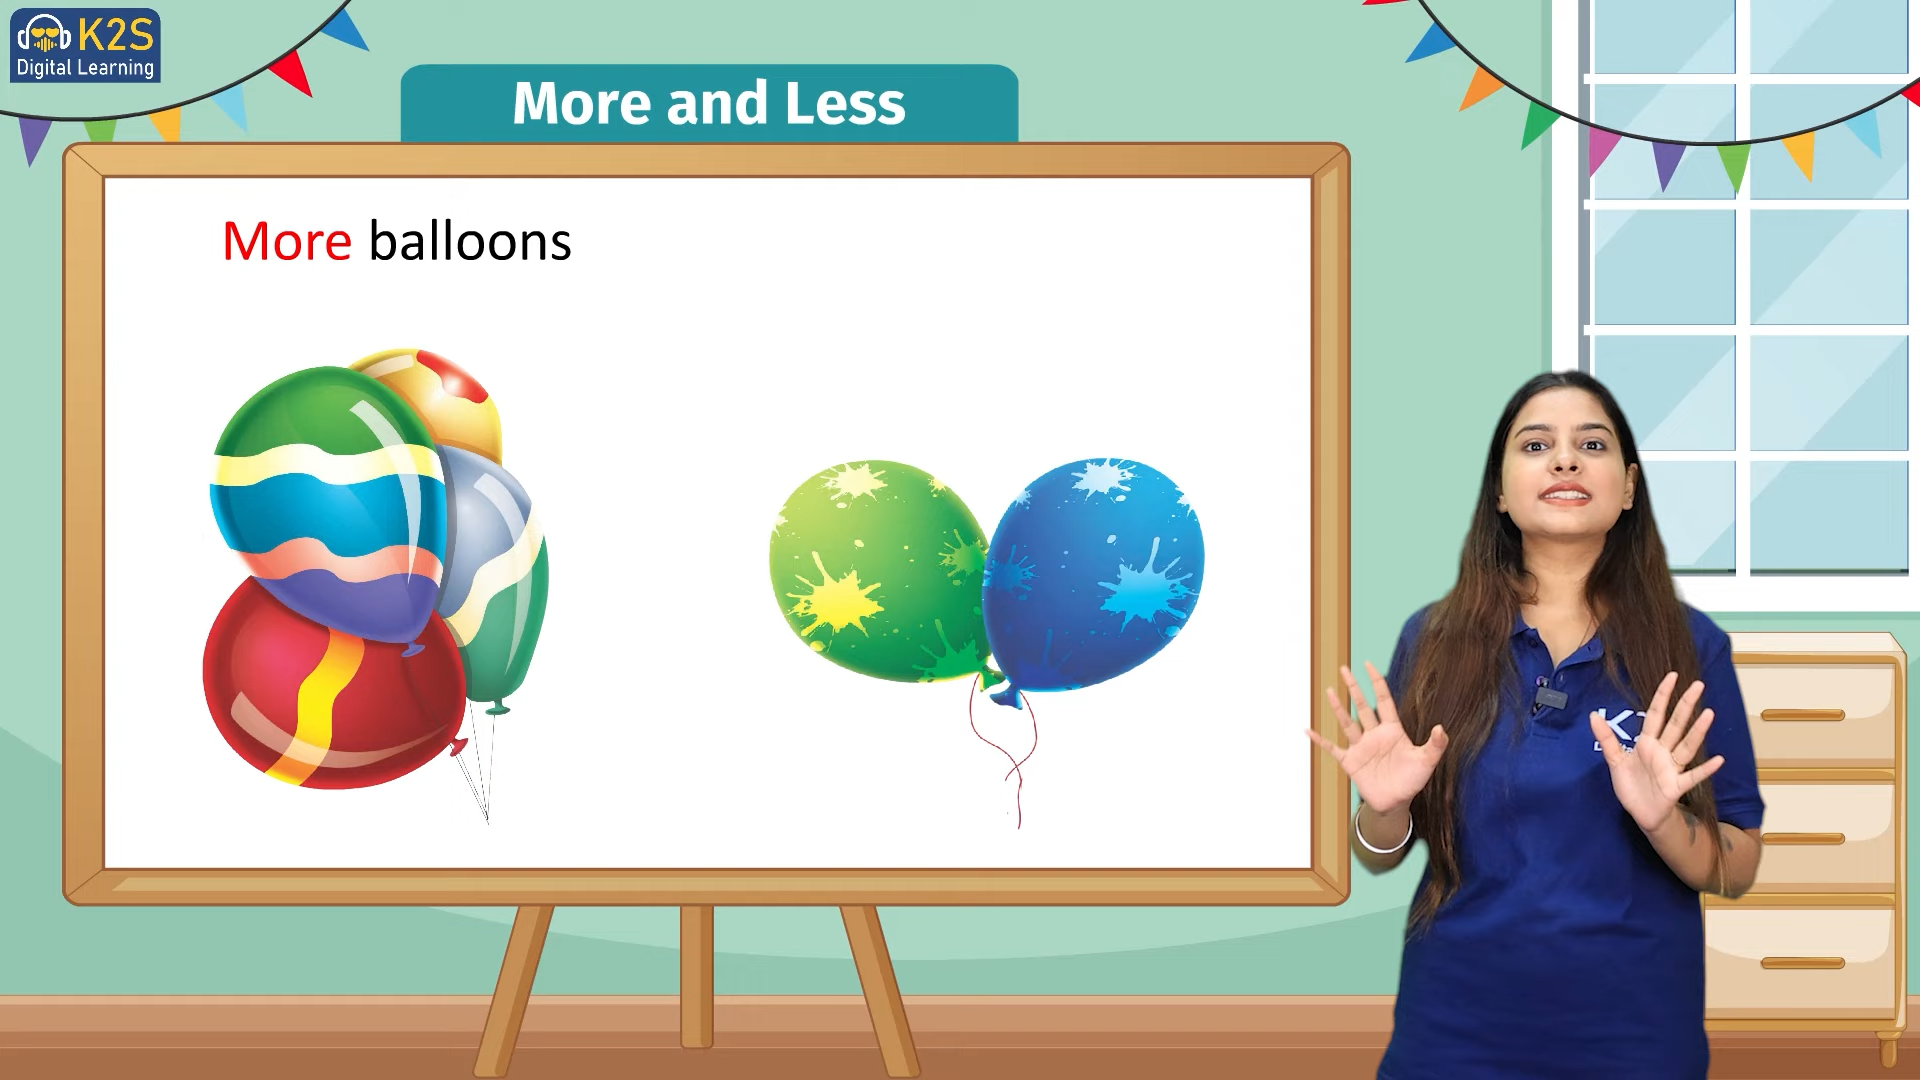 K2S
Digital Learning
More and Less
More balloons